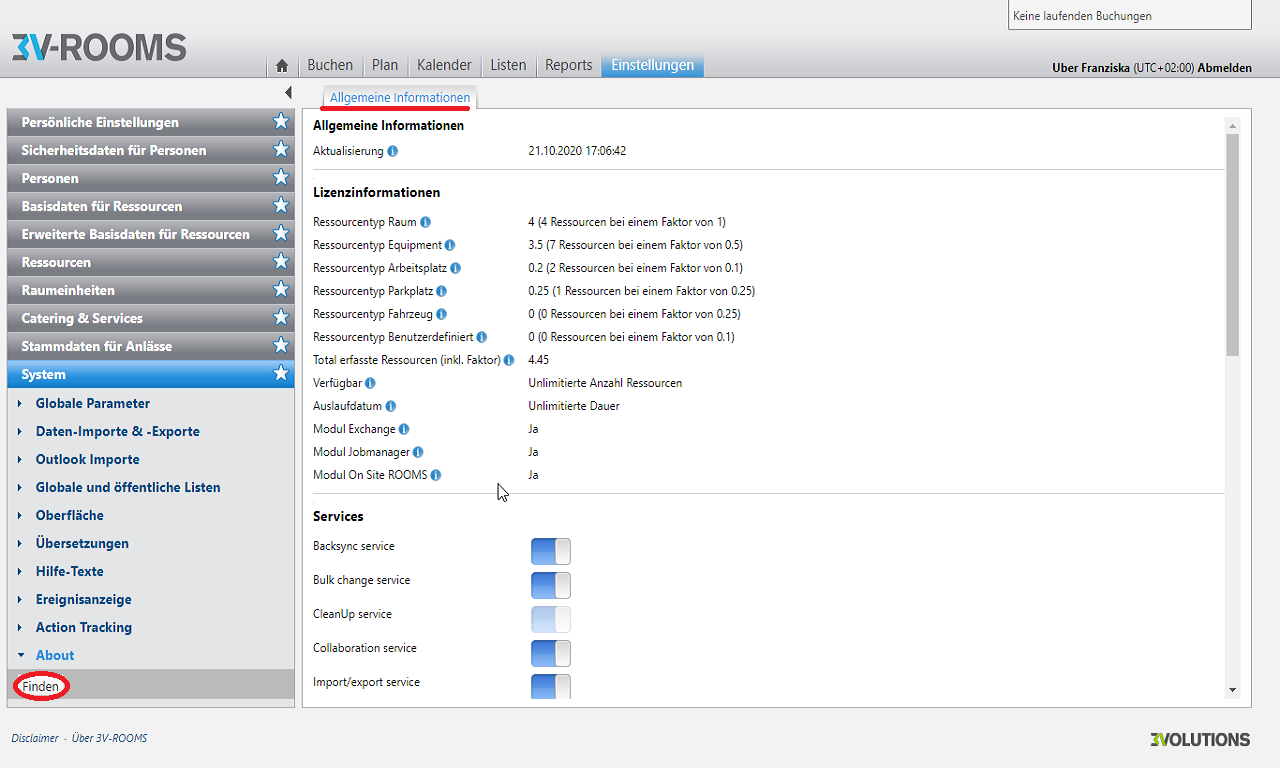 Keine laufenden Buchungen
3V-ROOMS
Buchen Plan Kalender Listen Reports Einstellungen
Uber Franziska (UTC+02:00) Abmelden
Persönliche Einstellungen
Sicherheitsdaten für Personen
Personen
Basisdaten für Ressourcen
Erweiterte Basisdaten für Ressourcen
Ressourcen
Raumeinheiten
Catering & Services
Stammdaten für Anlässe
System
Globale Parameter
Daten-Importe & -Exporte
Outlook Importe
Globale und öffentliche Listen
Oberfläche
Übersetzungen
Hilfe-Texte
Ereignisanzeige
Action Tracking
About
Finden
Allgemeine Informationen
Allgemeine Informationen
Aktualisierung 21.10.2020 17:06:42
Lizenzinformationen
Ressourcentyp Raum 4 (4 Ressourcen bei einem Faktor von 1)
Ressourcentyp Equipment 3.5 (7 Ressourcen bei einem Faktor von 0.5)
Ressourcentyp Arbeitsplatz 0.2 (2 Ressourcen bei einem Faktor von 0.1)
Ressourcentyp Parkplatz 0.25 (1 Ressourcen bei einem Faktor von 0.25)
Ressourcentyp Fahrzeug 0 (0 Ressourcen bei einem Faktor von 0.25)
Ressourcentyp Benutzerdefiniert 0 (0 Ressourcen bei einem Faktor von 0.1)
Total erfasste Ressourcen (inkl. Faktor) 4.45
Verfügbar Unlimitierte Anzahl Ressourcen
Auslaufdatum Unlimitierte Dauer
Modul Exchange Ja
Modul Jobmanager Ja
Modul On Site ROOMS Ja
Services
Backsync service
Bulk change service
CleanUp service
Collaboration service
Import/export service
Disclaimer - Über 3V-ROOMS
3VOLUTIONS